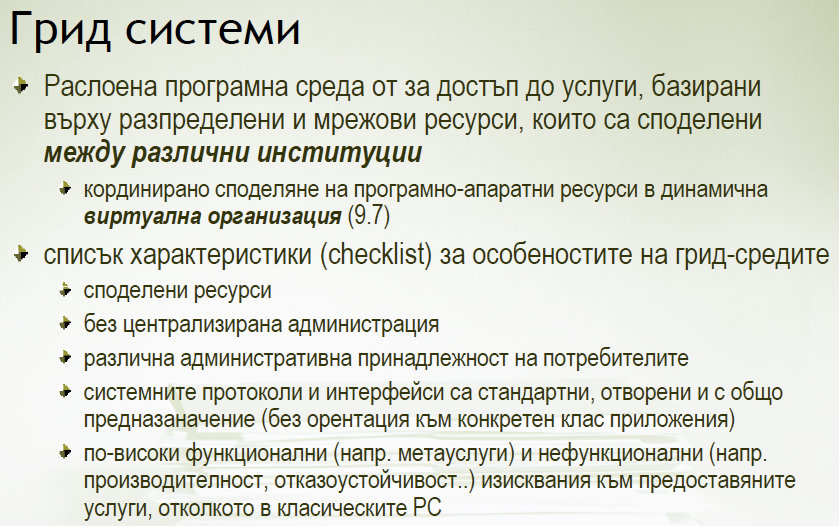 Грид системи
Раслоена програмна среда от за достъп до услуги, базирани
върху разпределени и мрежови ресурси, които са споделени
между различни институции
кординирано споделяне на програмно-апаратни ресурси в динамична
виртуална организация (9.7)
списък характеристики (checklist) за особеностите на грид-средите
споделени ресурси
без централизирана администрация
различна административна принадлежност на потребителите
системните протоколи и интерфейси са стандартни, отворени и с общо
предназаначение (без орентация към конкретен клас приложения)
по-високи функционални (напр. метауслуги) и нефункционални (напр.
производителност, отказоустойчивост..) изисквания към предоставяните
услуги, отколкото в класическите РС